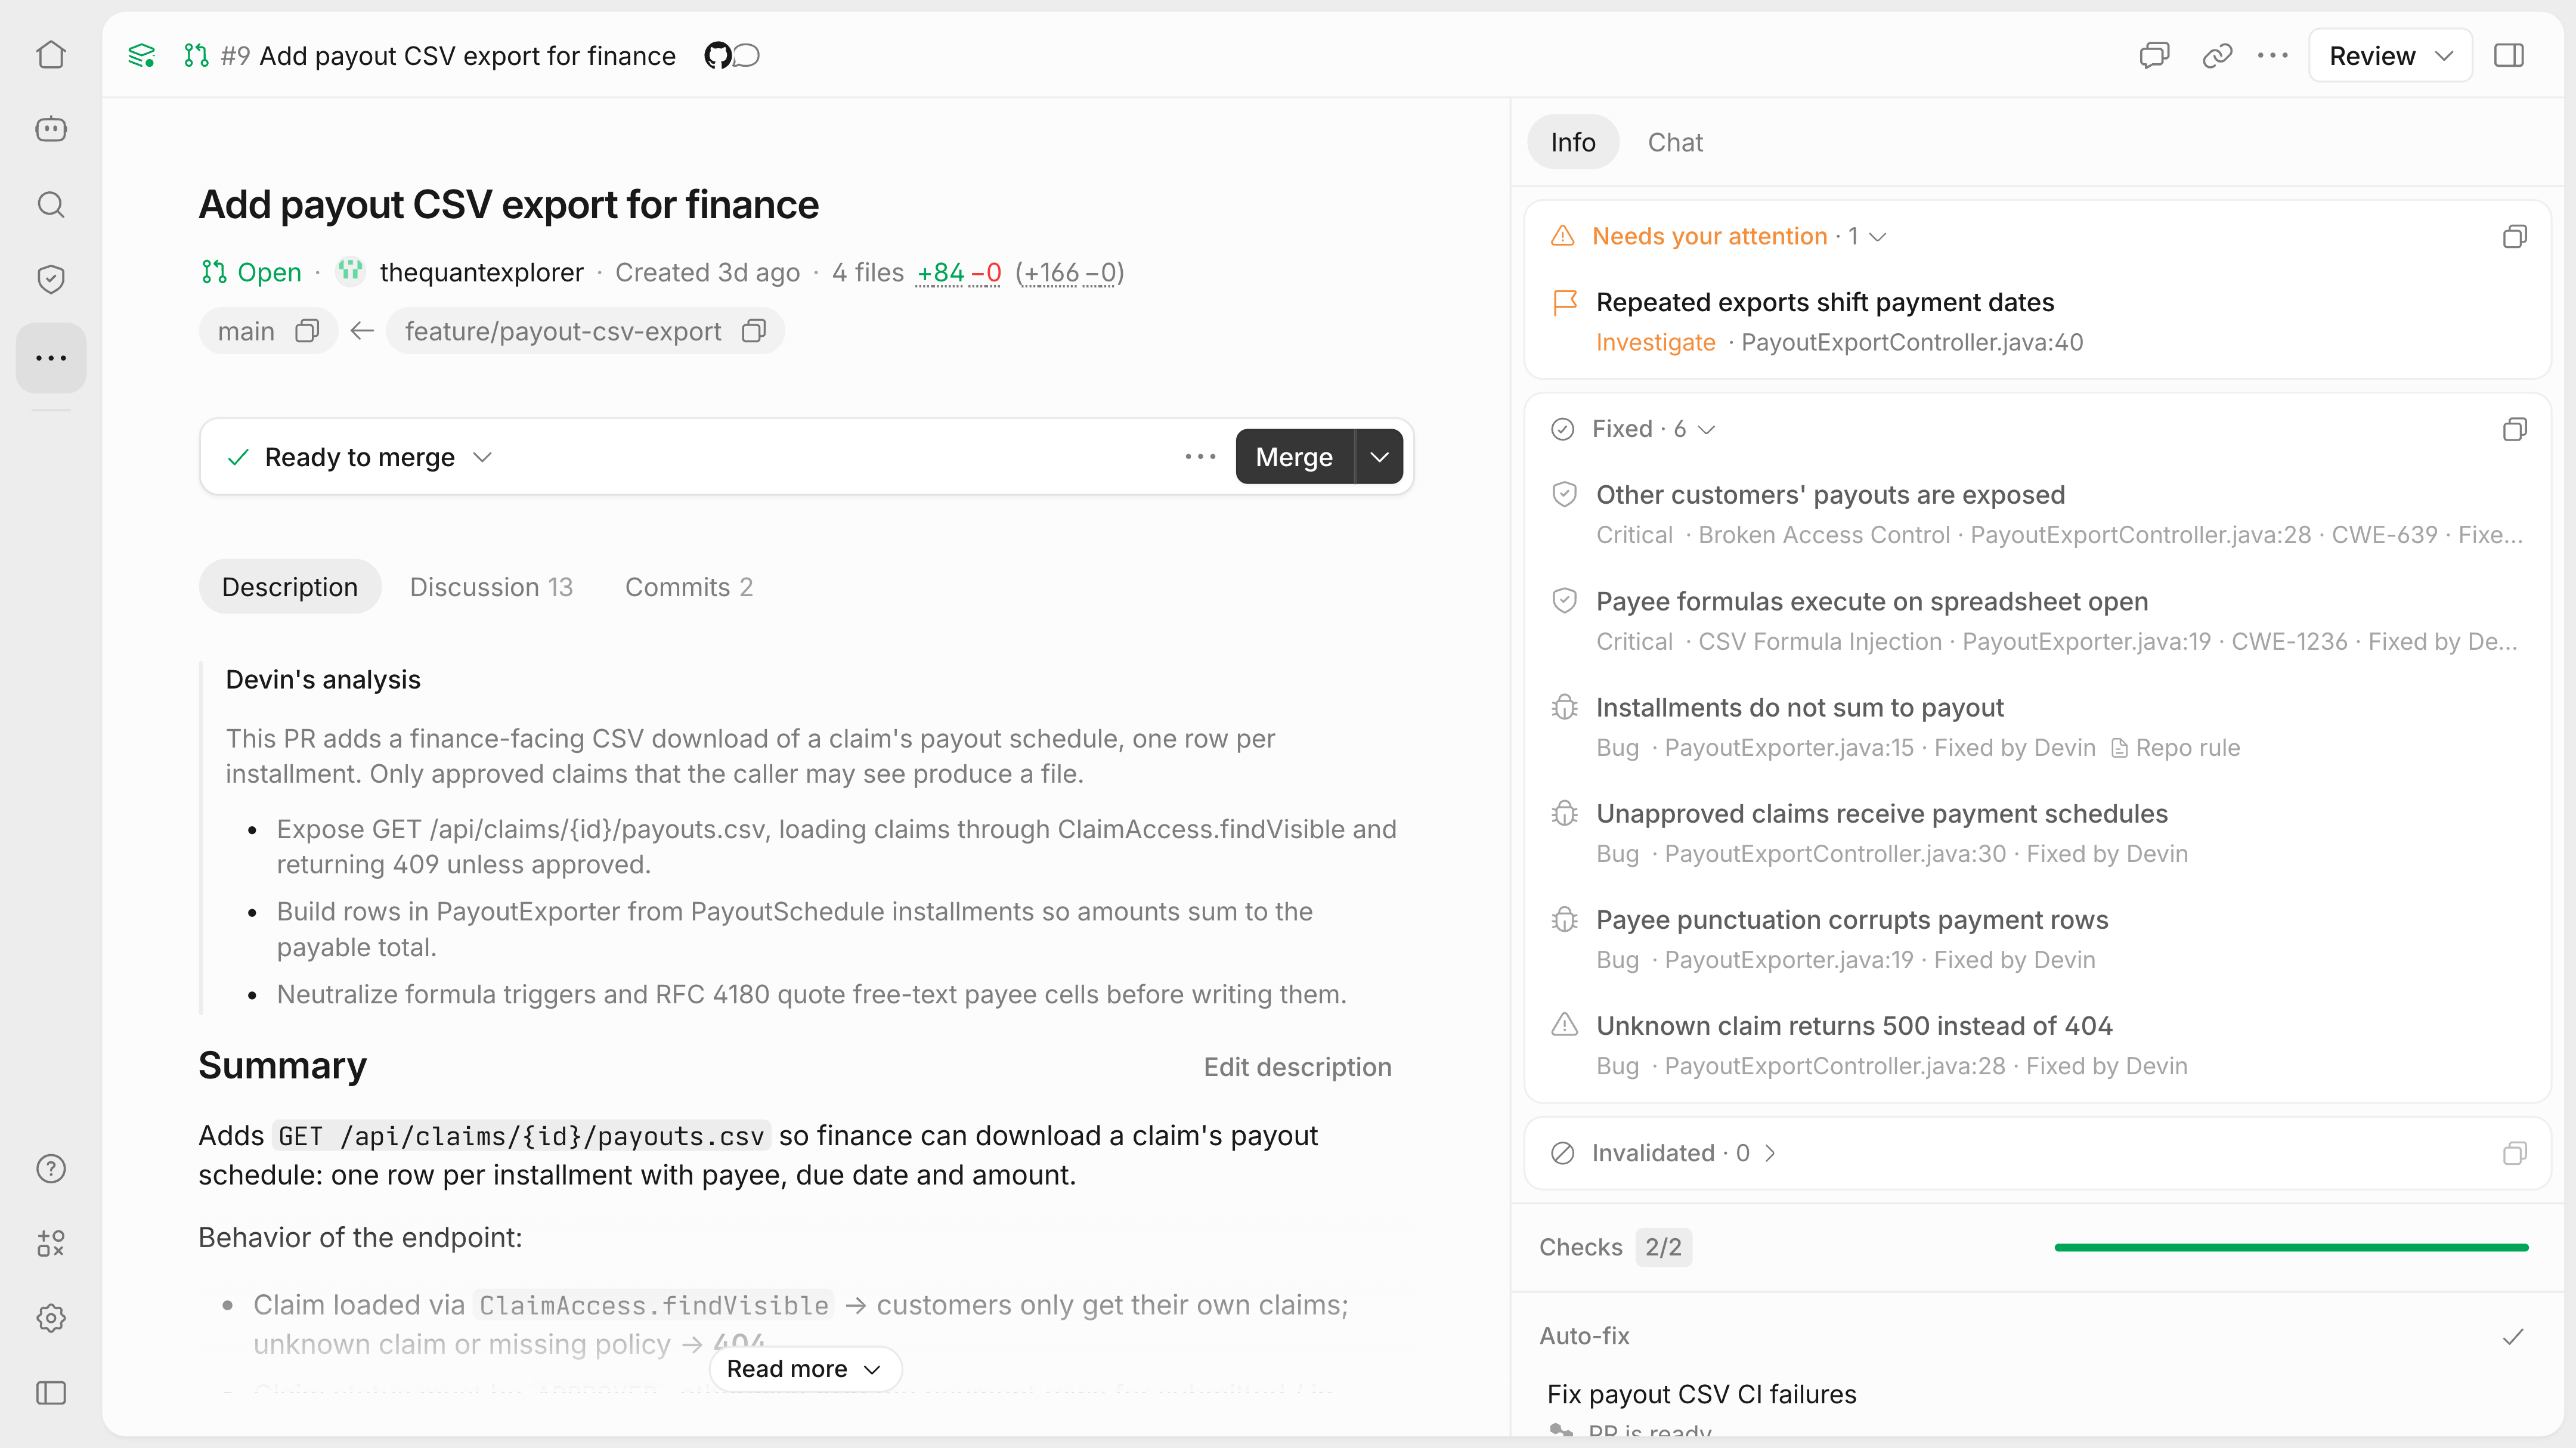 #9 Add payout CSV export for finance
Review
Add payout CSV export for finance
Open · thequantexplorer · Created 3d ago · 4 files +84 −0 (+166 −0)
main ← feature/payout-csv-export
Ready to merge
Merge
Description
Discussion 13
Commits 2
Devin's analysis
This PR adds a finance-facing CSV download of a claim's payout schedule, one row per
installment. Only approved claims that the caller may see produce a file.
• Expose GET /api/claims/{id}/payouts.csv, loading claims through ClaimAccess.findVisible and
returning 409 unless approved.
• Build rows in PayoutExporter from PayoutSchedule installments so amounts sum to the
payable total.
• Neutralize formula triggers and RFC 4180 quote free-text payee cells before writing them.
Summary
Edit description
Adds GET /api/claims/{id}/payouts.csv so finance can download a claim's payout
schedule: one row per installment with payee, due date and amount.
Behavior of the endpoint:
• Claim loaded via ClaimAccess.findVisible → customers only get their own claims;
unknown claim or missing policy → 404
Read more
Info
Chat
Needs your attention · 1
Repeated exports shift payment dates
Investigate · PayoutExportController.java:40
Fixed · 6
Other customers' payouts are exposed
Critical · Broken Access Control · PayoutExportController.java:28 · CWE-639 · Fixe...
Payee formulas execute on spreadsheet open
Critical · CSV Formula Injection · PayoutExporter.java:19 · CWE-1236 · Fixed by De...
Installments do not sum to payout
Bug · PayoutExporter.java:15 · Fixed by Devin Repo rule
Unapproved claims receive payment schedules
Bug · PayoutExportController.java:30 · Fixed by Devin
Payee punctuation corrupts payment rows
Bug · PayoutExporter.java:19 · Fixed by Devin
Unknown claim returns 500 instead of 404
Bug · PayoutExportController.java:28 · Fixed by Devin
Invalidated · 0
Checks 2/2
Auto-fix
Fix payout CSV CI failures
PR is ready